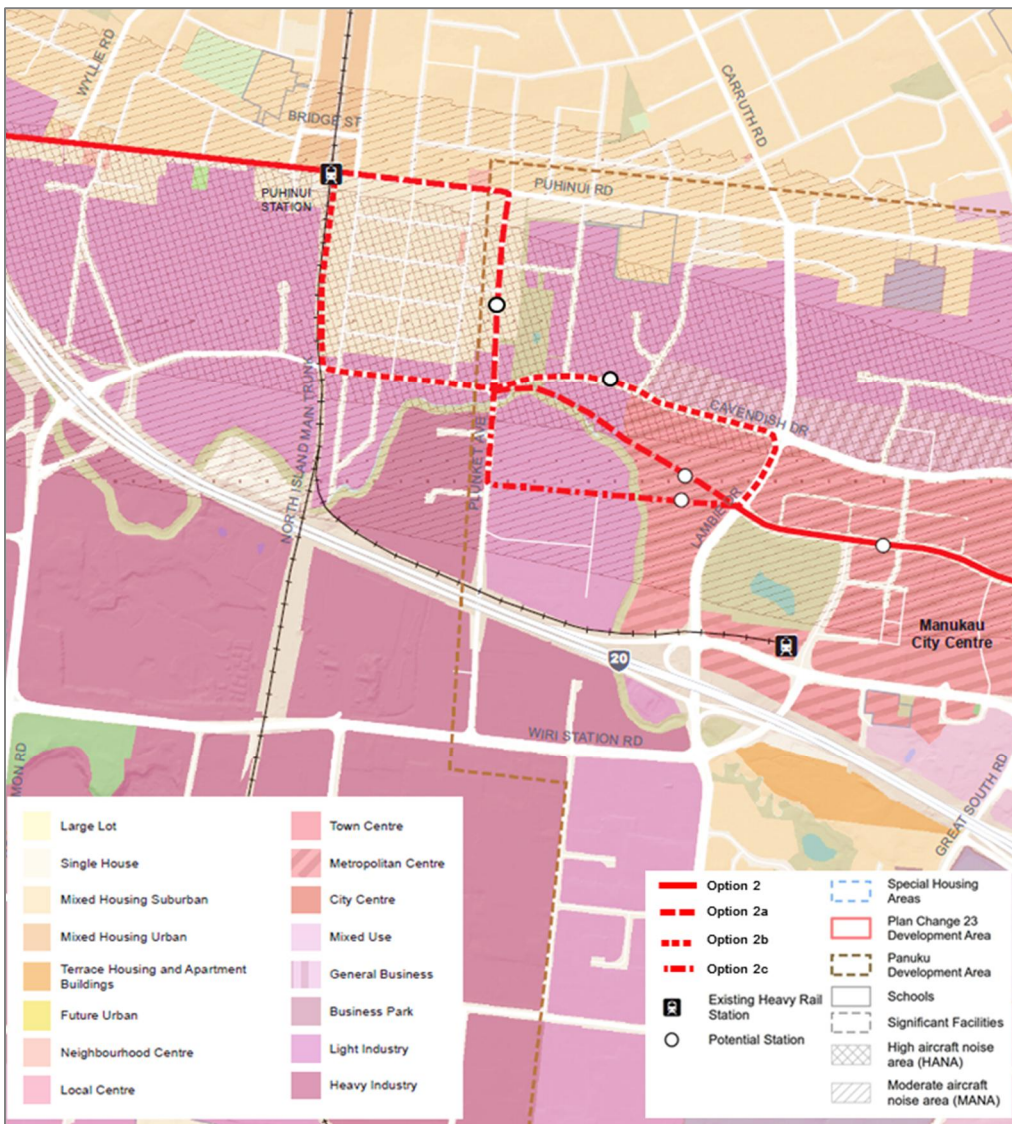 WYLLIE RD
CARRUTH RD
BRIDGE ST
PUHINUI RD
PUHINUI
STATION
NORTH ISLAND MAIN TRUNK
PLUNKET AVE
CAVENDISH DR
LAMBIE DR
Manukau
City Centre
20
WIRI STATION RD
MON RD
GREAT SOUTH RD
Large Lot
Single House
Mixed Housing Suburban
Mixed Housing Urban
Terrace Housing and Apartment
Buildings
Future Urban
Neighbourhood Centre
Local Centre
Town Centre
Metropolitan Centre
City Centre
Mixed Use
General Business
Business Park
Light Industry
Heavy Industry
Option 2
Option 2a
Option 2b
Option 2c
Existing Heavy Rail
Station
Potential Station
Special Housing
Areas
Plan Change 23
Development Area
Panuku
Development Area
Schools
Significant Facilities
High aircraft noise
area (HANA)
Moderate aircraft
noise area (MANA)